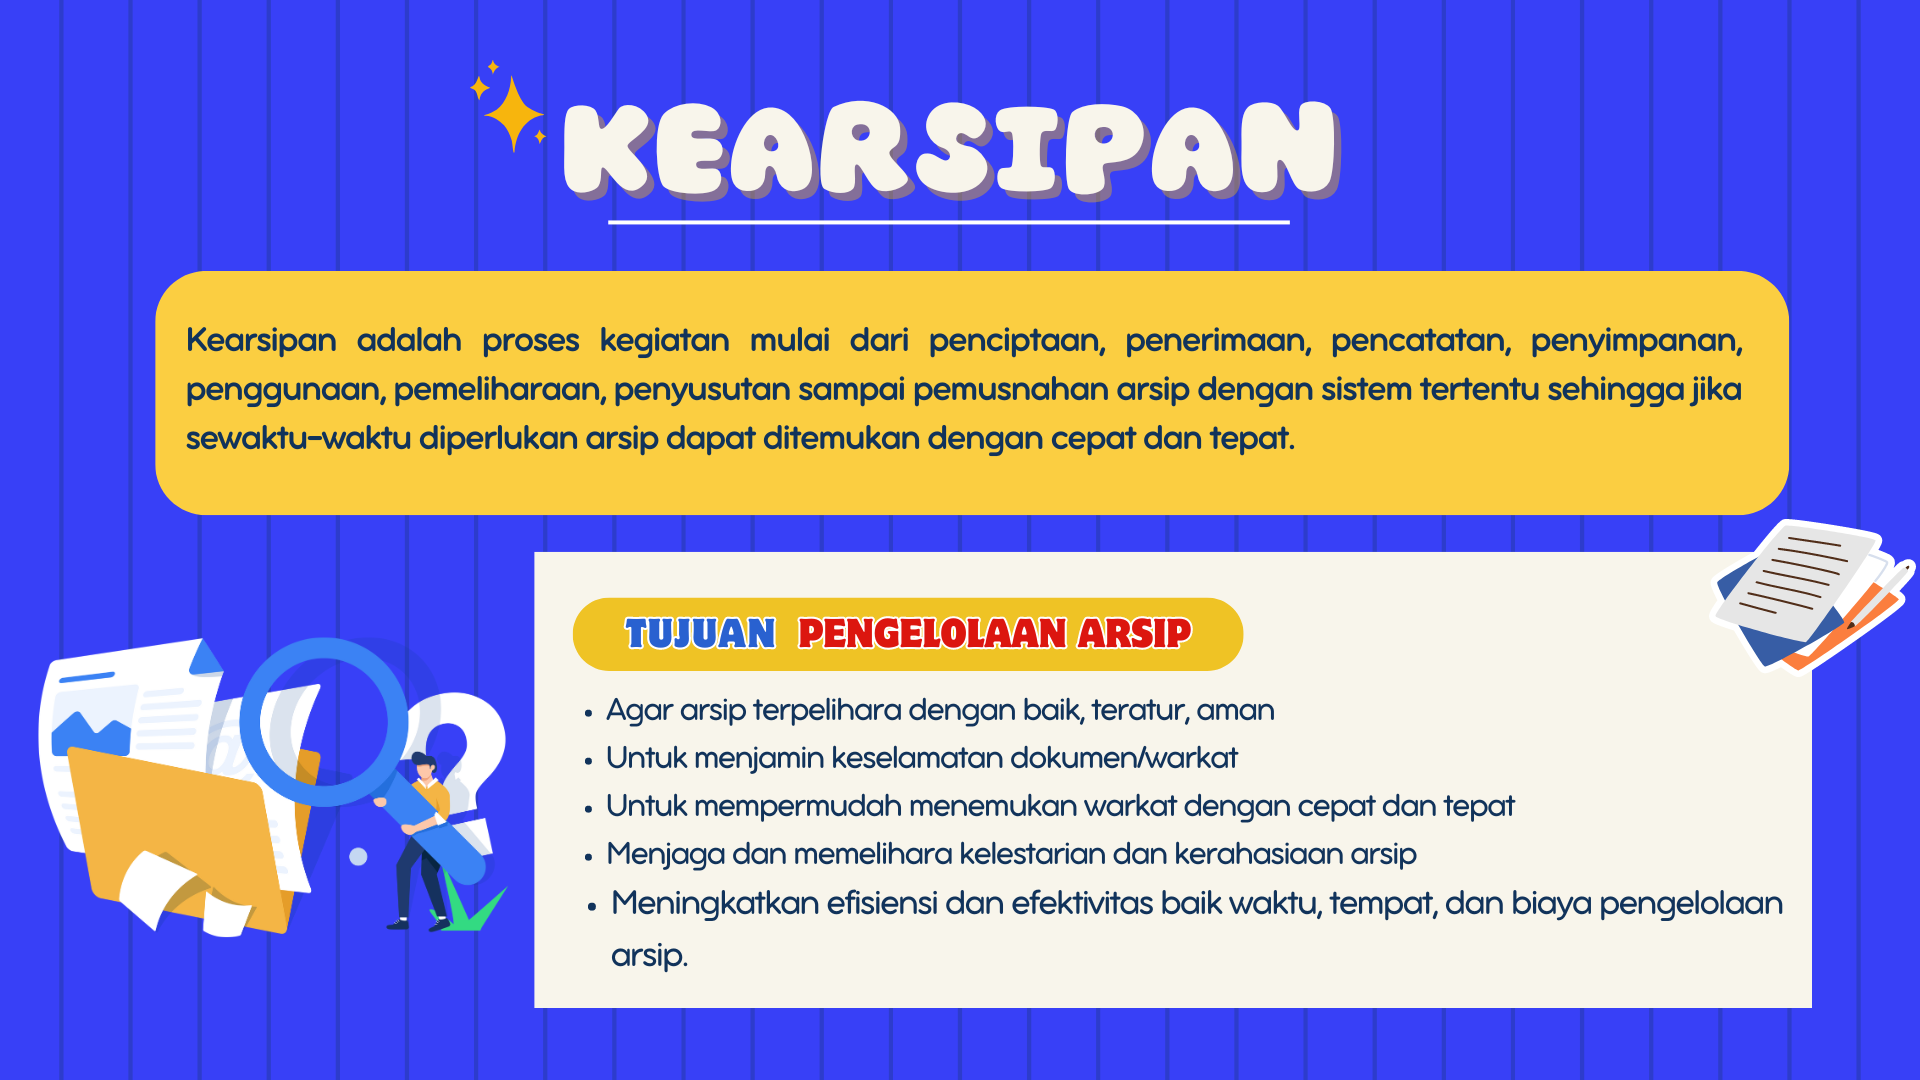 KEARSIPAN
Kearsipan adalah proses kegiatan mulai dari penciptaan, penerimaan, pencatatan, penyimpanan,
penggunaan, pemeliharaan, penyusutan sampai pemusnahan arsip dengan sistem tertentu sehingga jika
sewaktu-waktu diperlukan arsip dapat ditemukan dengan cepat dan tepat.
TUJUAN PENGELOLAAN ARSIP
• Agar arsip terpelihara dengan baik, teratur, aman
• Untuk menjamin keselamatan dokumen/warkat
• Untuk mempermudah menemukan warkat dengan cepat dan tepat
• Menjaga dan memelihara kelestarian dan kerahasiaan arsip
• Meningkatkan efisiensi dan efektivitas baik waktu, tempat, dan biaya pengelolaan
arsip.